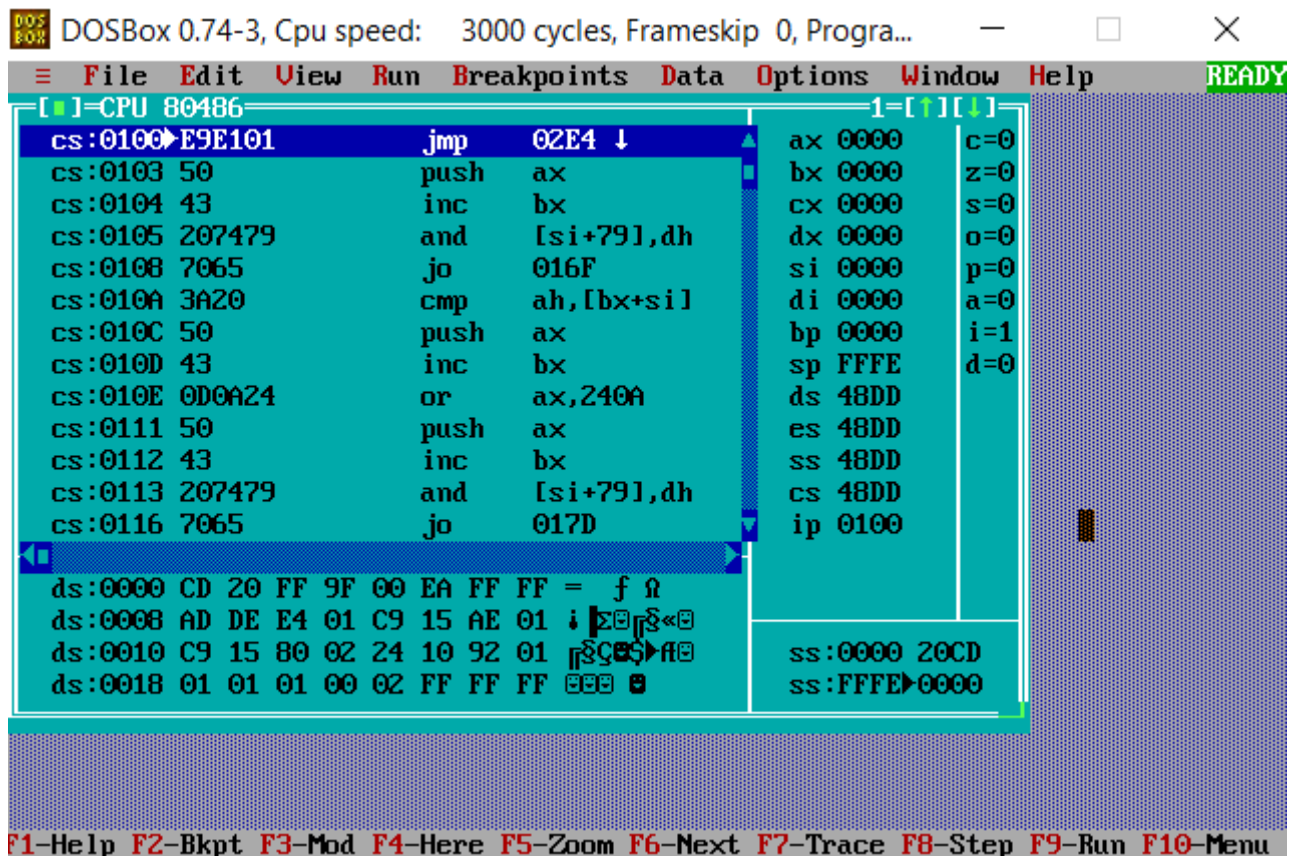 DOSBox 0.74-3, Cpu speed: 3000 cycles, Frameskip 0, Progra...
≡ File Edit View Run Breakpoints Data Options Window Help READY
[■]=CPU 80486 1=[↑][↓]
cs:0100►E9E101 jmp 02E4 ↓ ax 0000 c=0
cs:0103 50 push ax bx 0000 z=0
cs:0104 43 inc bx cx 0000 s=0
cs:0105 207479 and [si+79],dh dx 0000 o=0
cs:0108 7065 jo 016F si 0000 p=0
cs:010A 3A20 cmp ah,[bx+si] di 0000 a=0
cs:010C 50 push ax bp 0000 i=1
cs:010D 43 inc bx sp FFFE d=0
cs:010E 0D0A24 or ax,240A ds 48DD
cs:0111 50 push ax es 48DD
cs:0112 43 inc bx ss 48DD
cs:0113 207479 and [si+79],dh cs 48DD
cs:0116 7065 jo 017D ip 0100
ds:0000 CD 20 FF 9F 00 EA FF FF = ƒ Ω
ds:0008 AD DE E4 01 C9 15 AE 01 ¡▐Σ☺╔§«☺
ds:0010 C9 15 80 02 24 10 92 01 ╔§Ç☻$►Æ☺ ss:0000 20CD
ds:0018 01 01 01 00 02 FF FF FF ☺☺☺ ☻ ss:FFFE►0000
F1-Help F2-Bkpt F3-Mod F4-Here F5-Zoom F6-Next F7-Trace F8-Step F9-Run F10-Menu